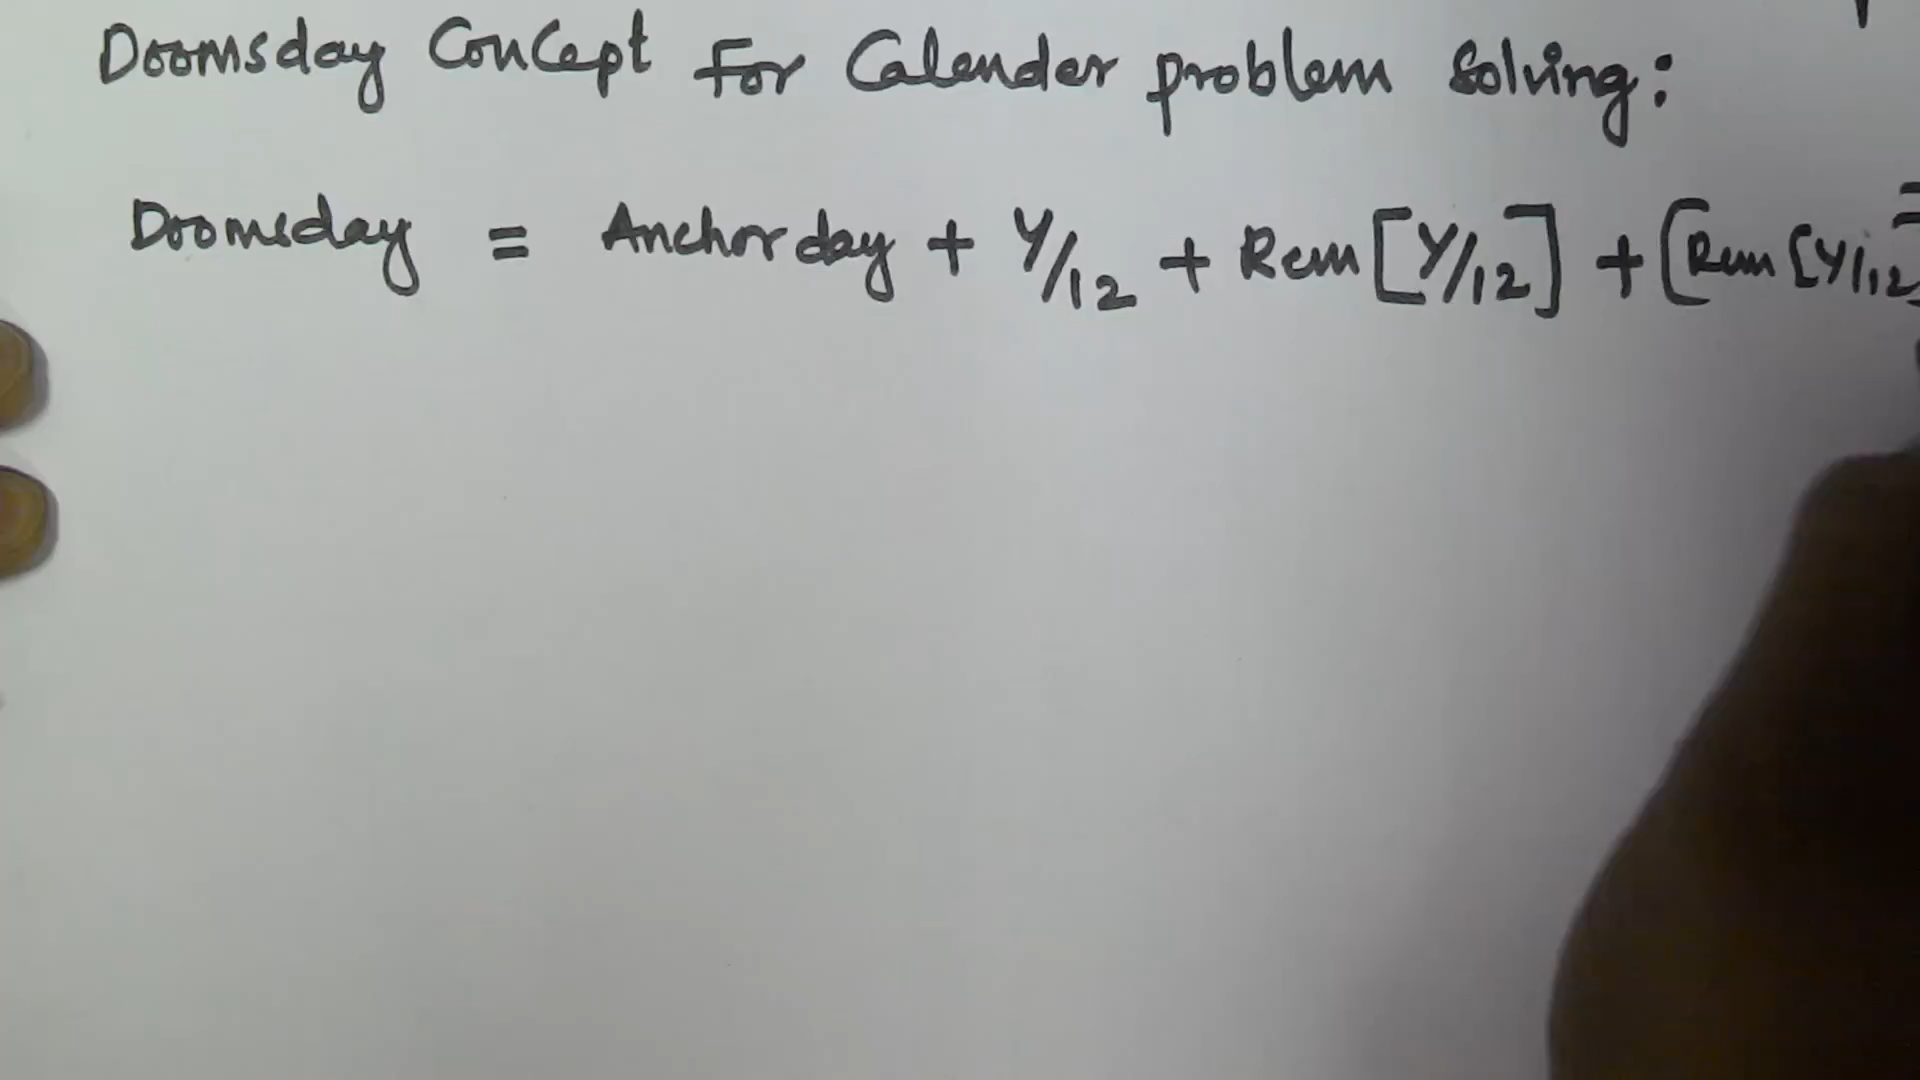 Doomsday Concept For Calender problem Solving:
Doomsday = Anchor day + Y/12 + Rem [Y/12] + [Rem [Y/12]